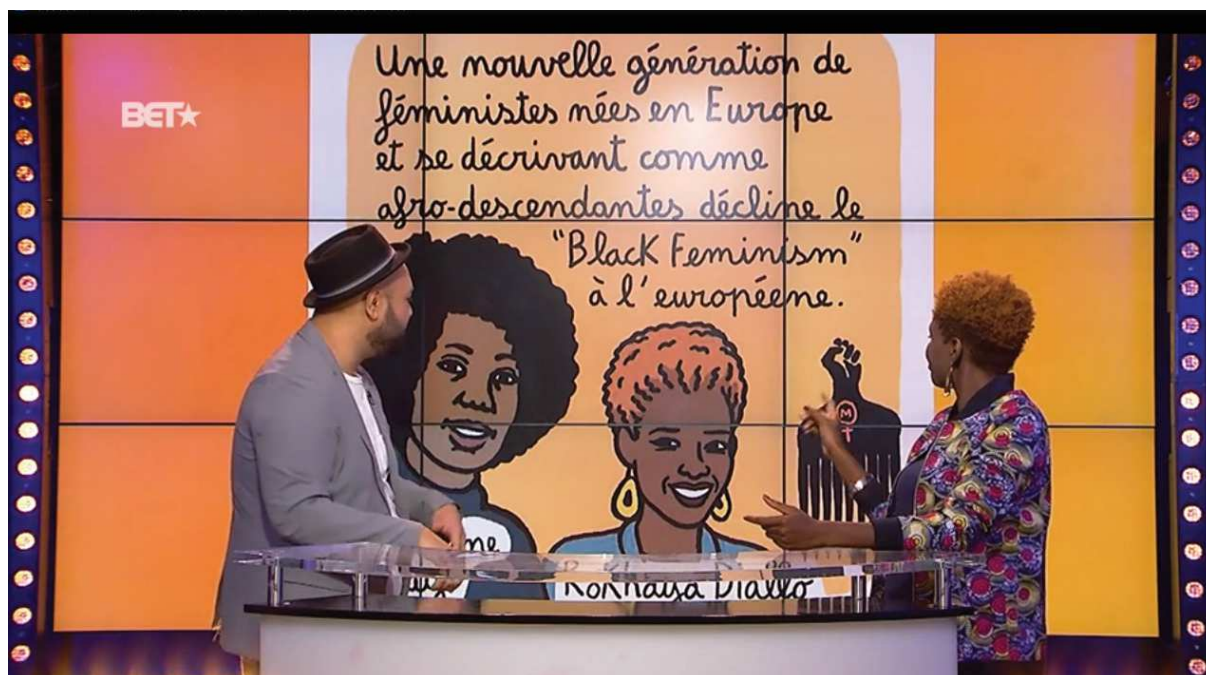 BET
Une nouvelle génération de
féministes nées en Europe
et se décrivant comme
afro-descendantes décline le
"Black Feminism"
à l'européene.
M
Rokhaya Diallo